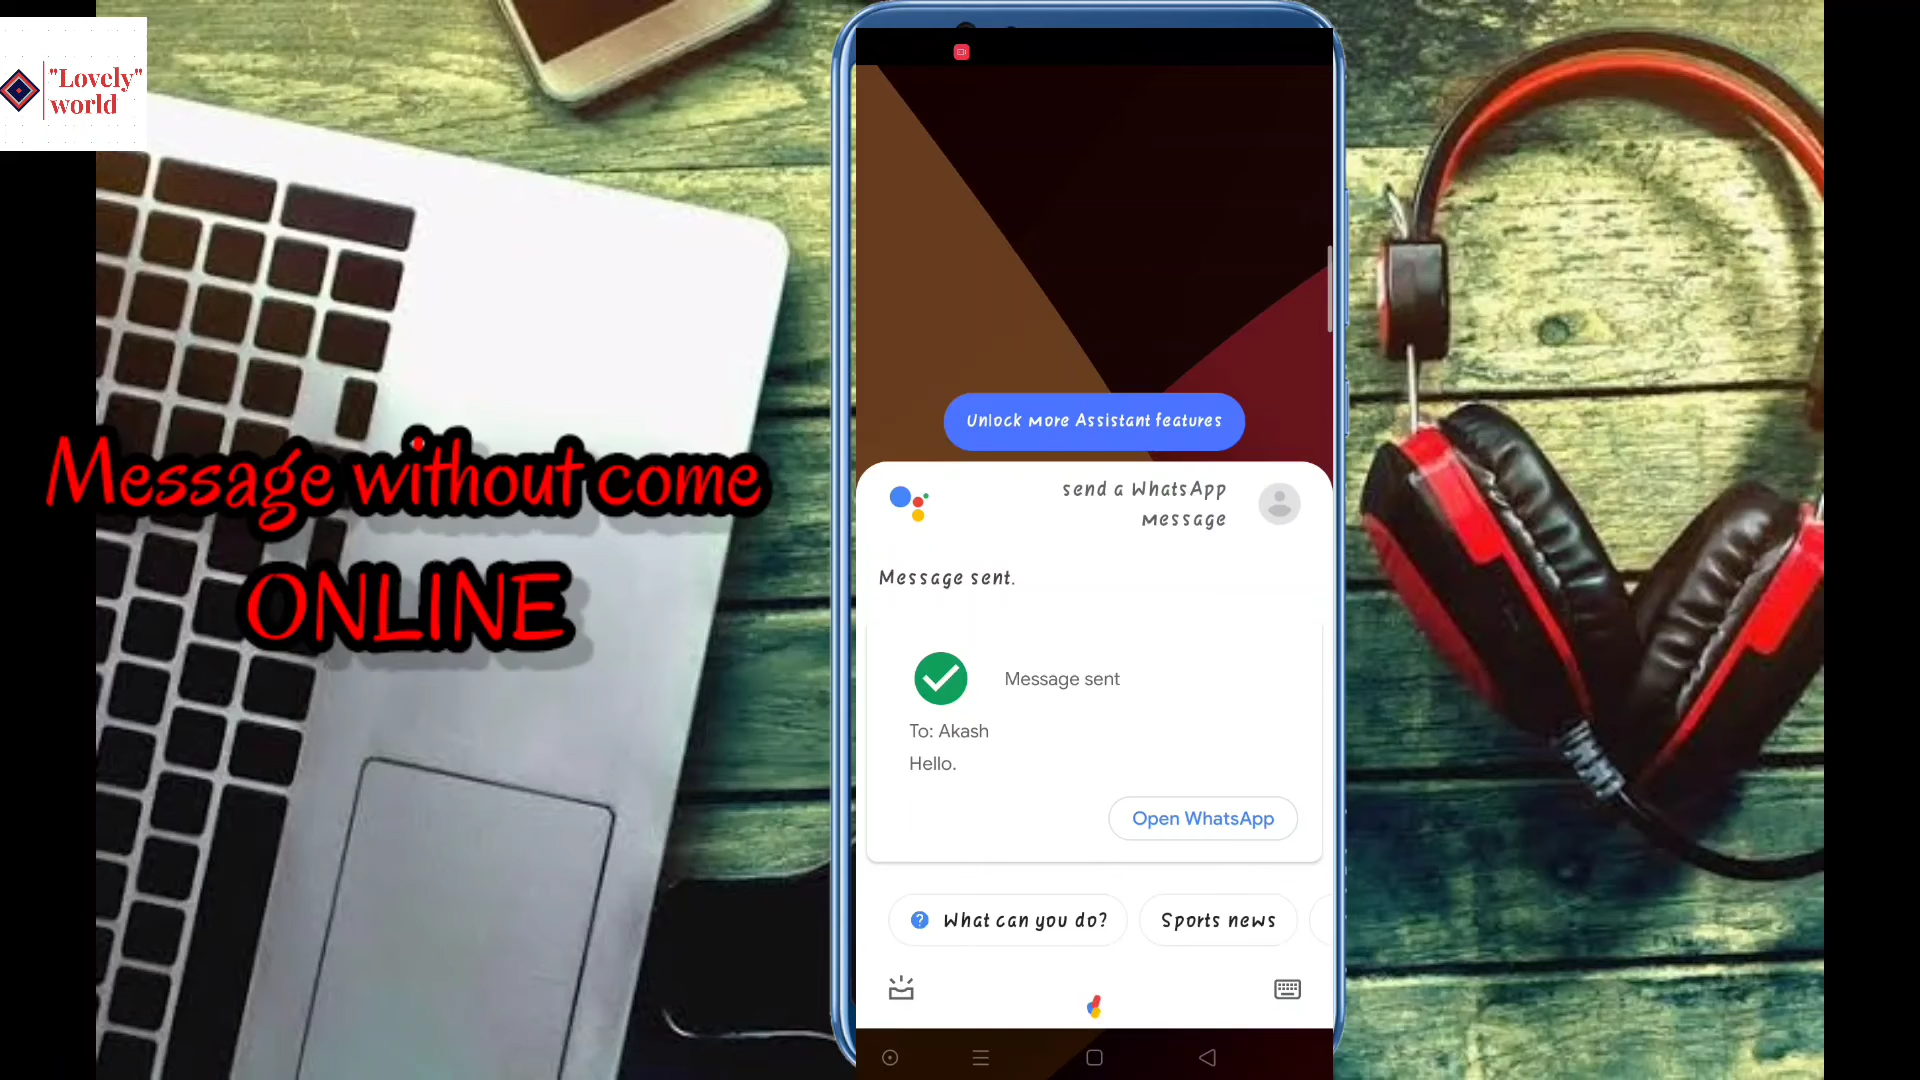 "Lovely"
world
Message without come
ONLINE
Unlock more Assistant features
send a WhatsApp
message
Message sent.
Message sent
To: Akash
Hello.
Open WhatsApp
What can you do?
Sports news